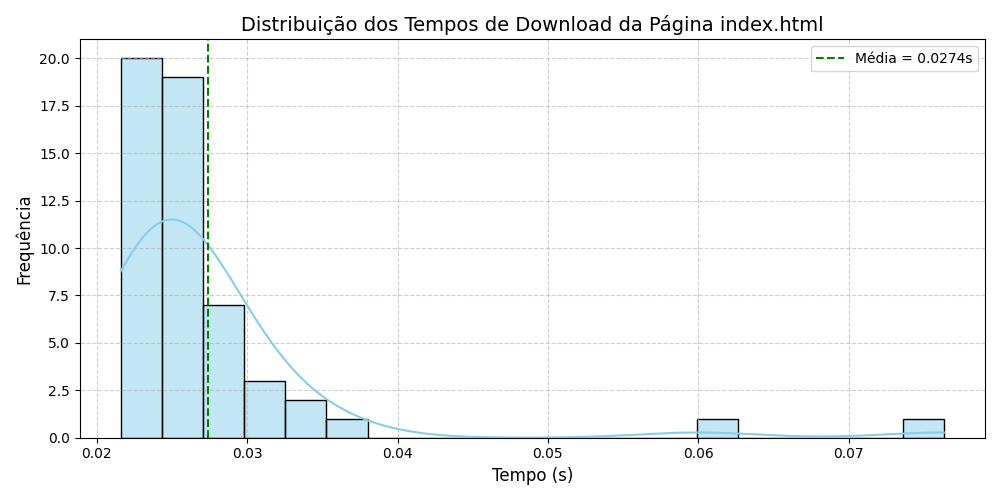 Distribuição dos Tempos de Download da Página index.html
Média = 0.0274s
Frequência
20.0
17.5
15.0
12.5
10.0
7.5
5.0
2.5
0.0
0.02 0.03 0.04 0.05 0.06 0.07
Tempo (s)